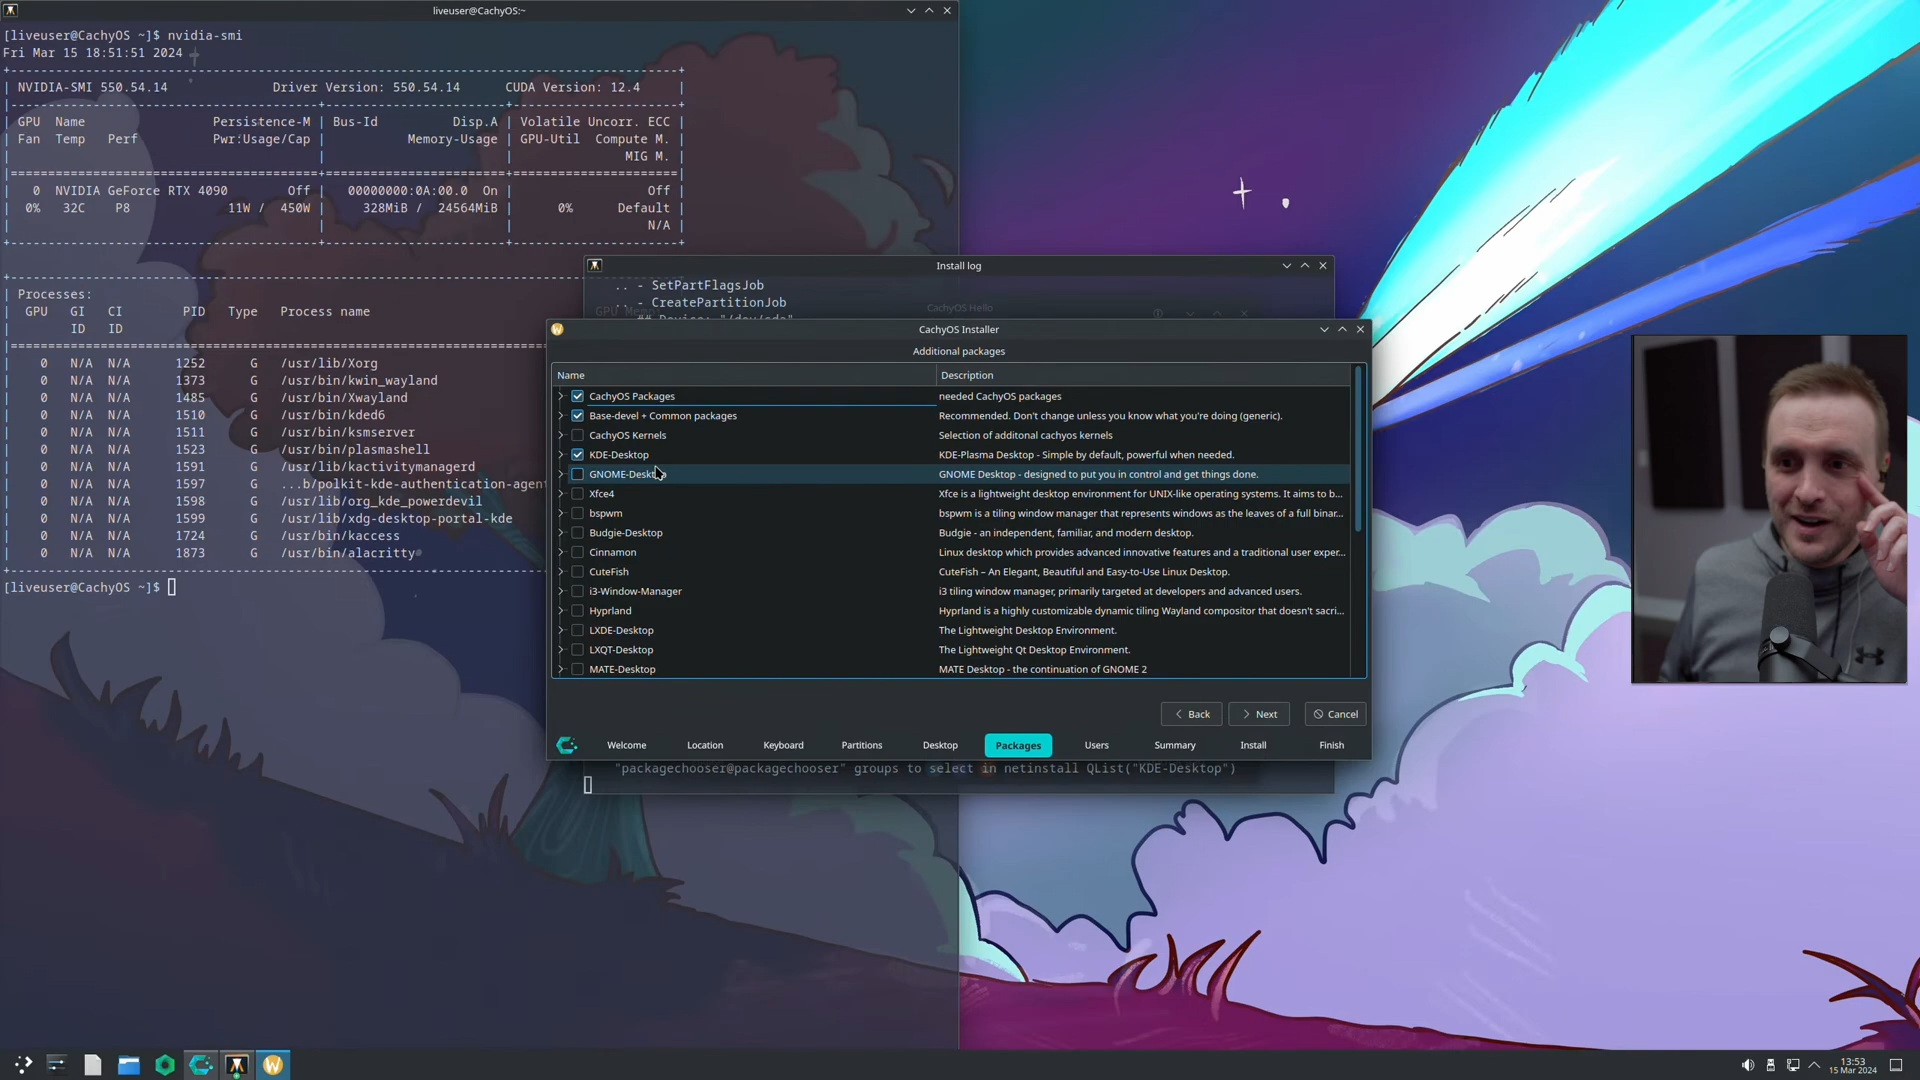 liveuser@CachyOS:~
[liveuser@CachyOS ~]$ nvidia-smi
Fri Mar 15 18:51:51 2024
NVIDIA-SMI 550.54.14 Driver Version: 550.54.14 CUDA Version: 12.4
GPU Name Persistence-M | Bus-Id Disp.A | Volatile Uncorr. ECC
Fan Temp Perf Pwr:Usage/Cap | Memory-Usage | GPU-Util Compute M.
MIG M.
0 NVIDIA GeForce RTX 4090 Off | 00000000:0A:00.0 On | Off
0% 32C P8 11W / 450W | 328MiB / 24564MiB | 0% Default
N/A
Processes:
GPU GI CI PID Type Process name
ID ID
0 N/A N/A 1252 G /usr/lib/Xorg
0 N/A N/A 1373 G /usr/bin/kwin_wayland
0 N/A N/A 1485 G /usr/bin/Xwayland
0 N/A N/A 1510 G /usr/bin/kded6
0 N/A N/A 1511 G /usr/bin/ksmserver
0 N/A N/A 1573 G /usr/bin/plasmashell
0 N/A N/A 1591 G /usr/lib/kactivitymanagerd
0 N/A N/A 1597 G ...b/polkit-kde-authentication-agent
0 N/A N/A 1598 G /usr/lib/org_kde_powerdevil
0 N/A N/A 1599 G /usr/lib/xdg-desktop-portal-kde
0 N/A N/A 1724 G /usr/bin/kaccess
0 N/A N/A 1873 G /usr/bin/alacritty
[liveuser@CachyOS ~]$
Install log
.. - SetPartFlagsJob
.. - CreatePartitionJob
CachyOS Hello
GPU Memo
## Device: "/dev/sda"
CachyOS Installer
Additional packages
Name Description
CachyOS Packages needed CachyOS packages
Base-devel + Common packages Recommended. Don't change unless you know what you're doing (generic).
CachyOS Kernels Selection of additonal cachyos kernels
KDE-Desktop KDE-Plasma Desktop - Simple by default, powerful when needed.
GNOME-Desktop GNOME Desktop - designed to put you in control and get things done.
Xfce4 Xfce is a lightweight desktop environment for UNIX-like operating systems. It aims to b...
bspwm bspwm is a tiling window manager that represents windows as the leaves of a full binar...
Budgie-Desktop Budgie - an independent, familiar, and modern desktop.
Cinnamon Linux desktop which provides advanced innovative features and a traditional user exper...
CuteFish CuteFish – An Elegant, Beautiful and Easy-to-Use Linux Desktop.
i3-Window-Manager i3 tiling window manager, primarily targeted at developers and advanced users.
Hyprland Hyprland is a highly customizable dynamic tiling Wayland compositor that doesn't sacri...
LXDE-Desktop The Lightweight Desktop Environment.
LXQT-Desktop The Lightweight Qt Desktop Environment.
MATE-Desktop MATE Desktop - the continuation of GNOME 2
Back Next Cancel
Welcome Location Keyboard Partitions Desktop Packages Users Summary Install Finish
"packagechooser@packagechooser" groups to select in netinstall QList("KDE-Desktop")
13:53
15 Mar 2024